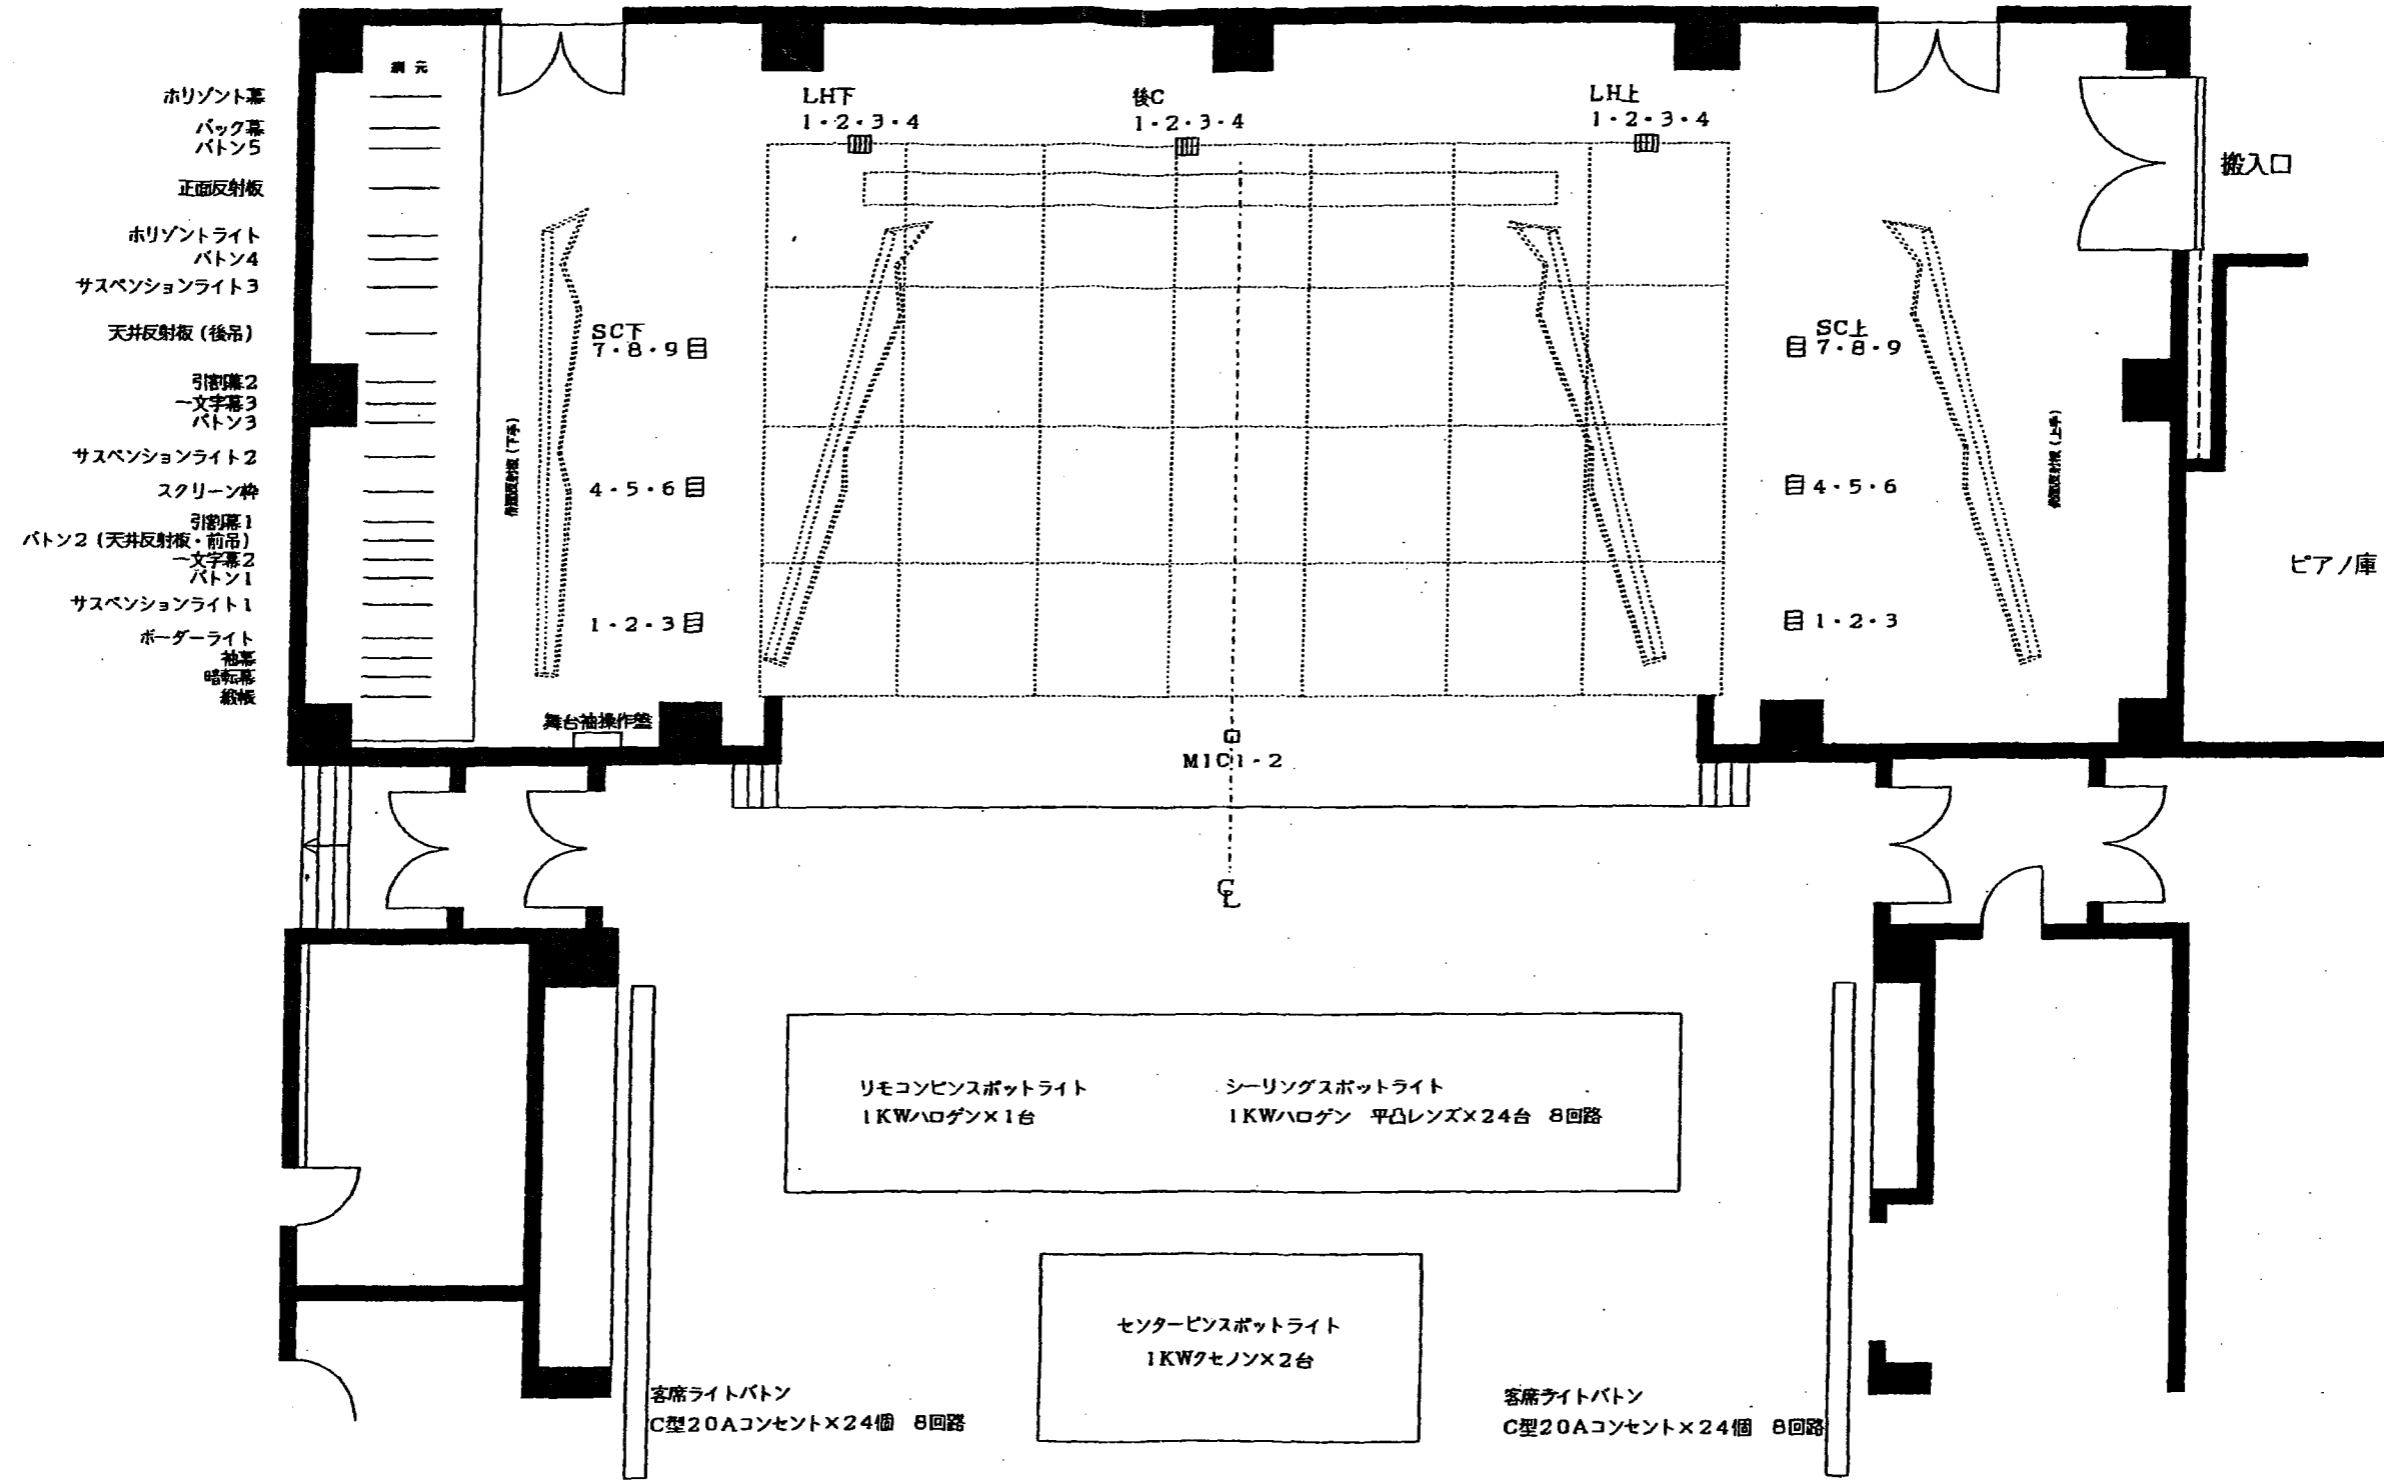 綱元
ホリゾント幕
バック幕
バトン5
正面反射板
ホリゾントライト
バトン4
サスペンションライト3
天井反射板(後吊)
引割幕2
一文字幕3
バトン3
サスペンションライト2
スクリーン枠
引割幕1
バトン2(天井反射板・前吊)
一文字幕2
バトン1
サスペンションライト1
ボーダーライト
袖幕
暗転幕
緞帳
LH下
1・2・3・4
後C
1・2・3・4
LH上
1・2・3・4
搬入口
SC下
7・8・9
4・5・6
1・2・3
側面反射板(下手)
SC上
7・8・9
4・5・6
1・2・3
側面反射板(上手)
ピアノ庫
舞台袖操作盤
MIC1-2
CL
リモコンピンスポットライト
1KWハロゲン×1台
シーリングスポットライト
1KWハロゲン 平凸レンズ×24台 8回路
センターピンスポットライト
1KWクセノン×2台
客席ライトバトン
C型20Aコンセント×24個 8回路
客席ライトバトン
C型20Aコンセント×24個 8回路